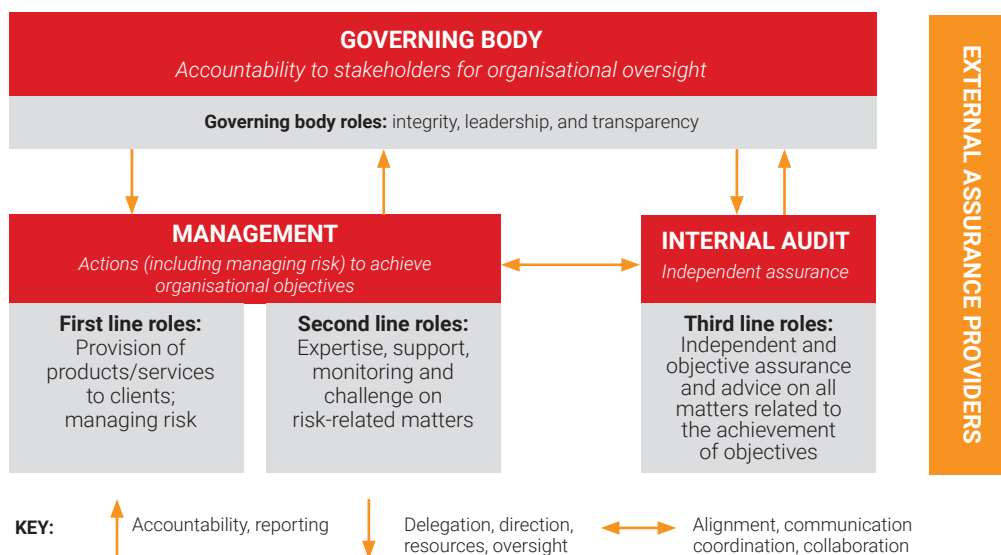 GOVERNING BODY
Accountability to stakeholders for organisational oversight
Governing body roles: integrity, leadership, and transparency
MANAGEMENT
Actions (including managing risk) to achieve
organisational objectives
First line roles:
Provision of
products/services
to clients;
managing risk
Second line roles:
Expertise, support,
monitoring and
challenge on
risk-related matters
INTERNAL AUDIT
Independent assurance
Third line roles:
Independent and
objective assurance
and advice on all
matters related to
the achievement
of objectives
EXTERNAL ASSURANCE PROVIDERS
KEY:
Accountability, reporting
Delegation, direction,
resources, oversight
Alignment, communication
coordination, collaboration